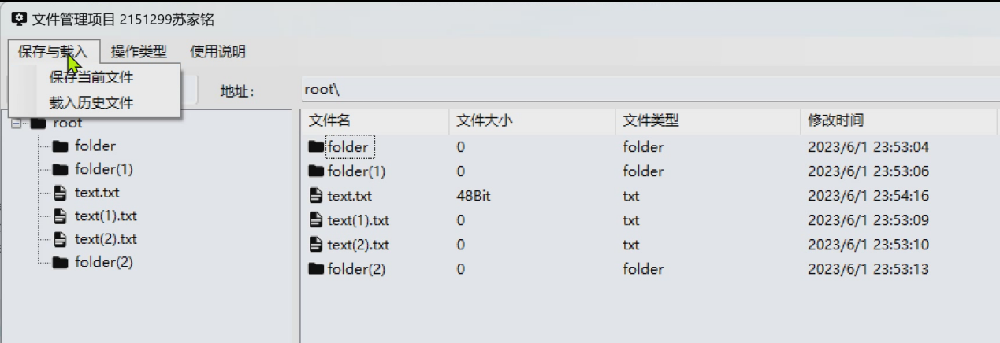 文件管理项目 2151299苏家铭
保存与载入 操作类型 使用说明
保存当前文件
载入历史文件
地址: root\
root
folder
folder(1)
text.txt
text(1).txt
text(2).txt
folder(2)
文件名 文件大小 文件类型 修改时间
folder 0 folder 2023/6/1 23:53:04
folder(1) 0 folder 2023/6/1 23:53:06
text.txt 48Bit txt 2023/6/1 23:54:16
text(1).txt 0 txt 2023/6/1 23:53:09
text(2).txt 0 txt 2023/6/1 23:53:10
folder(2) 0 folder 2023/6/1 23:53:13